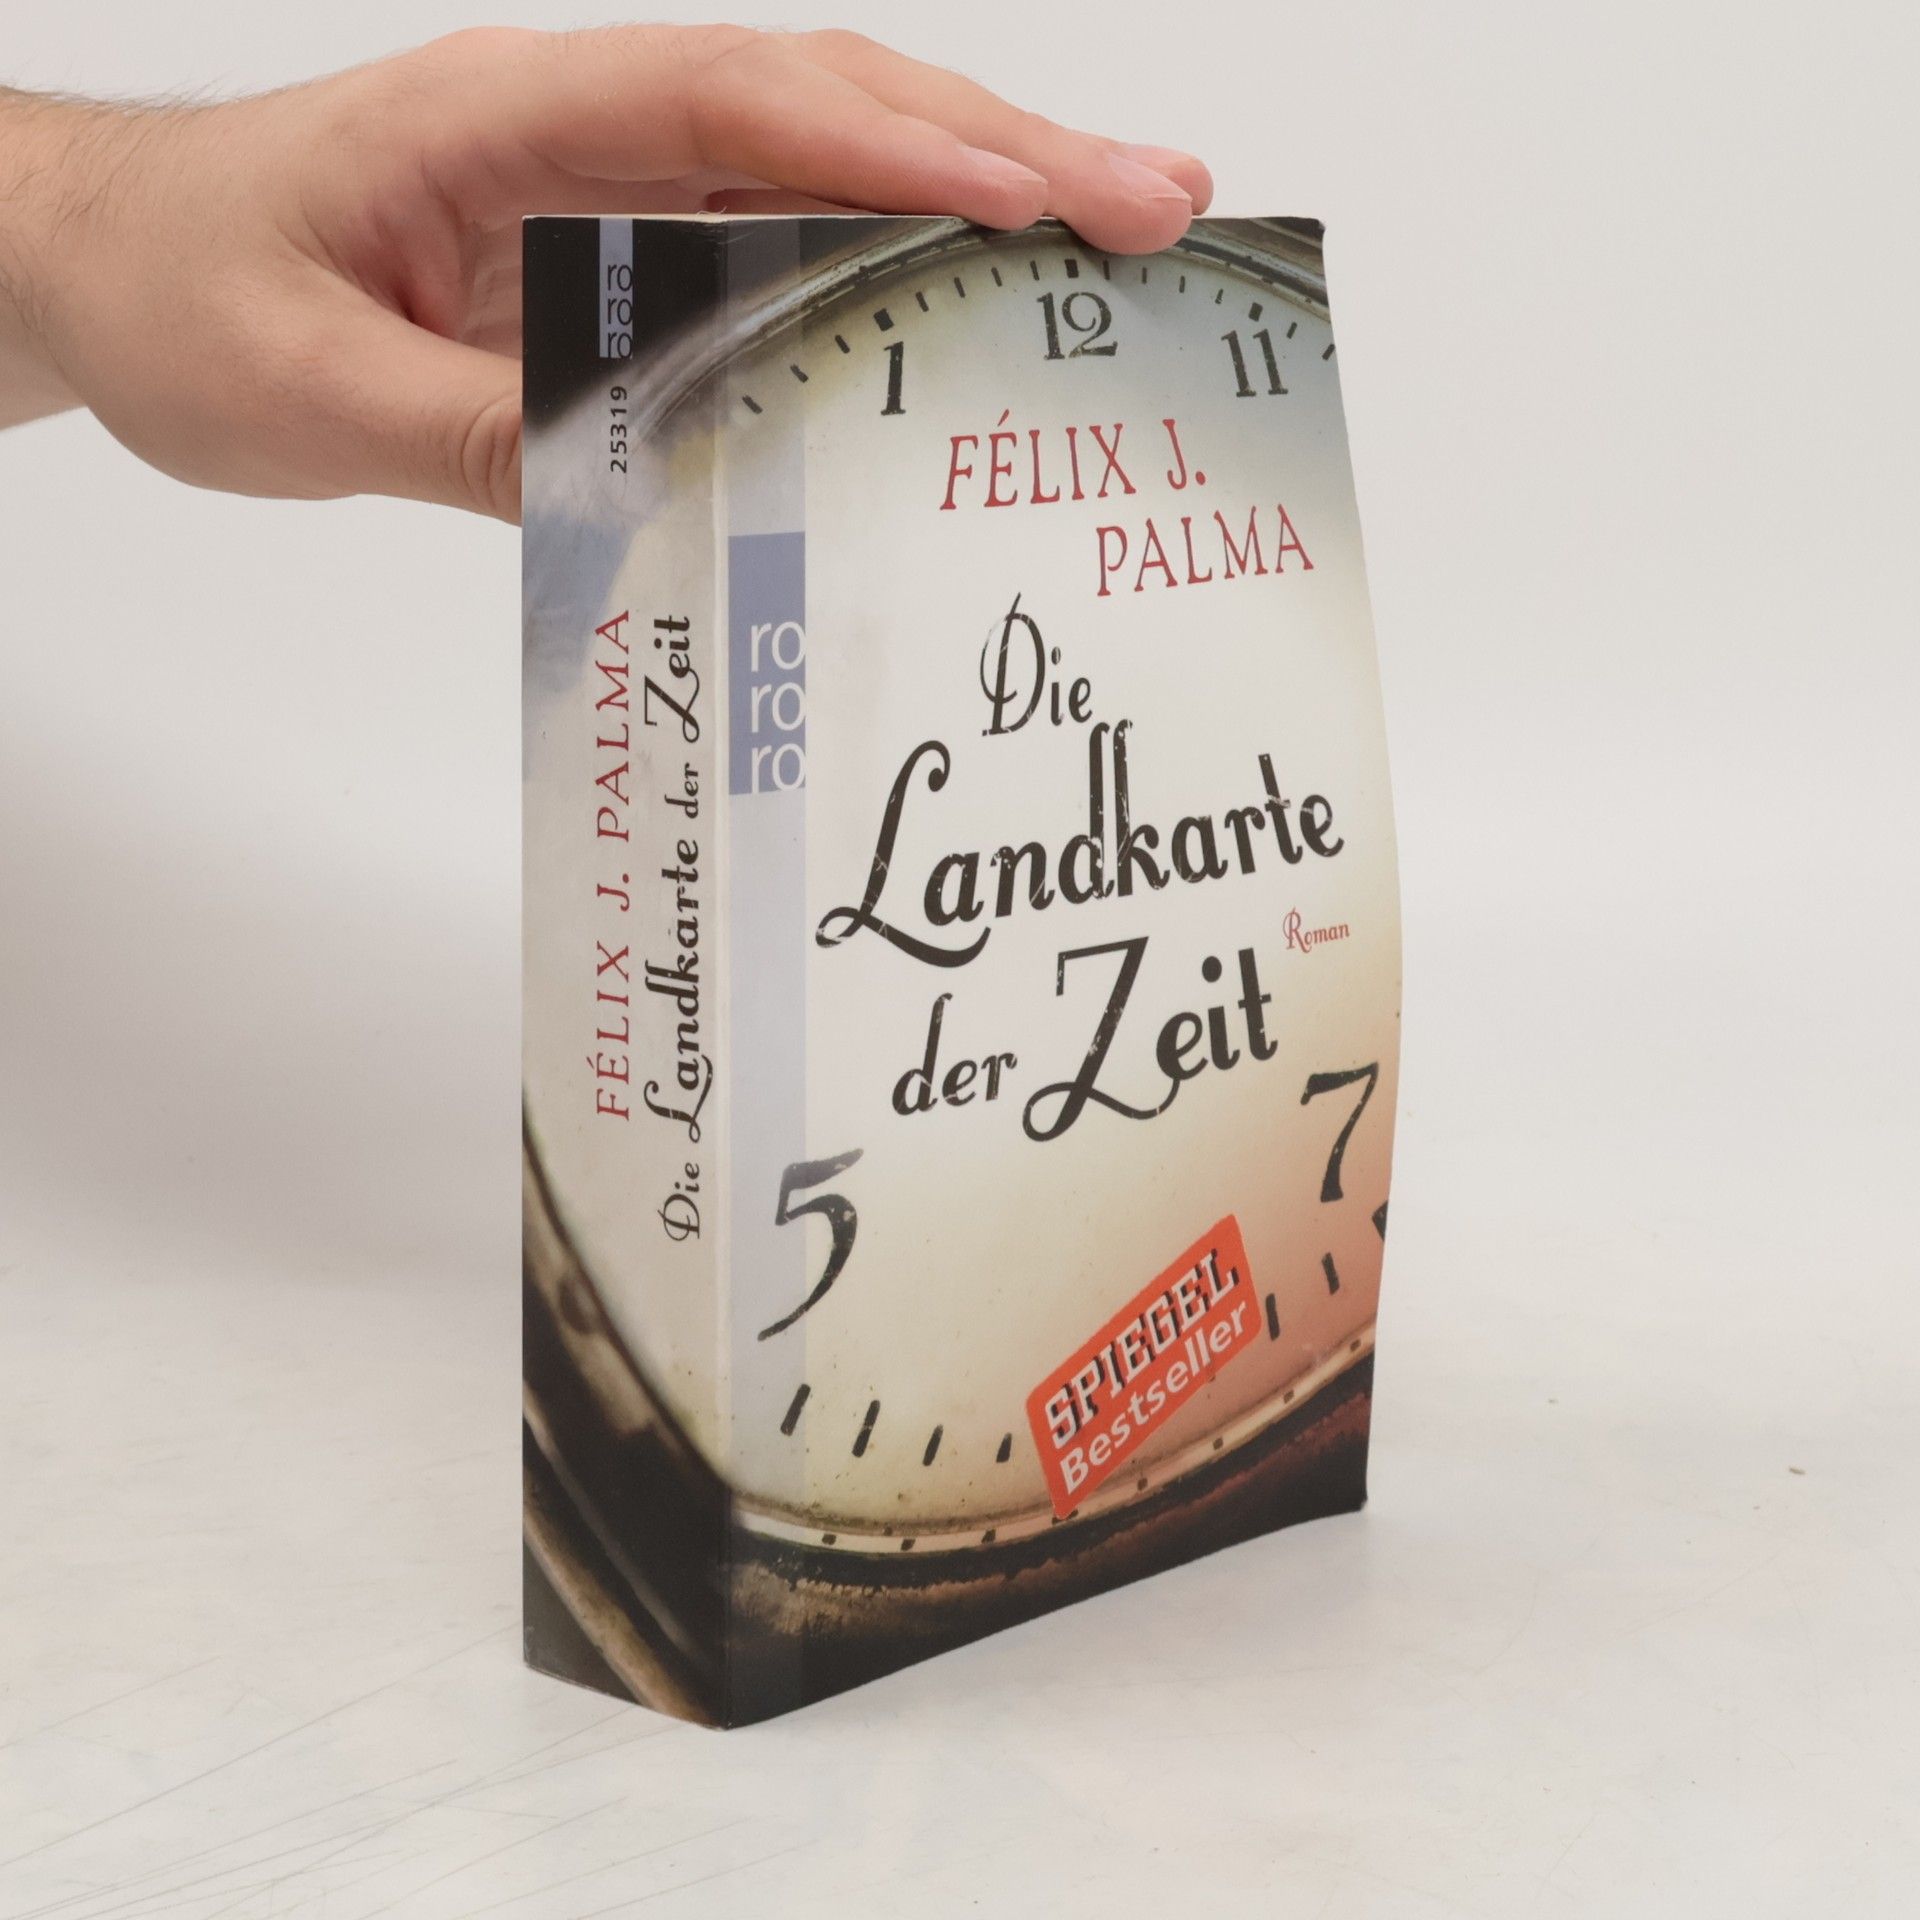 ro
ro
ro
25319
FÉLIX J. PALMA
Die Landkarte der Zeit
12
1
11
FÉLIX J.
PALMA
ro
ro
ro
Die
Landkarte
Roman
der Zeit
5
7
SPIEGEL
Bestseller